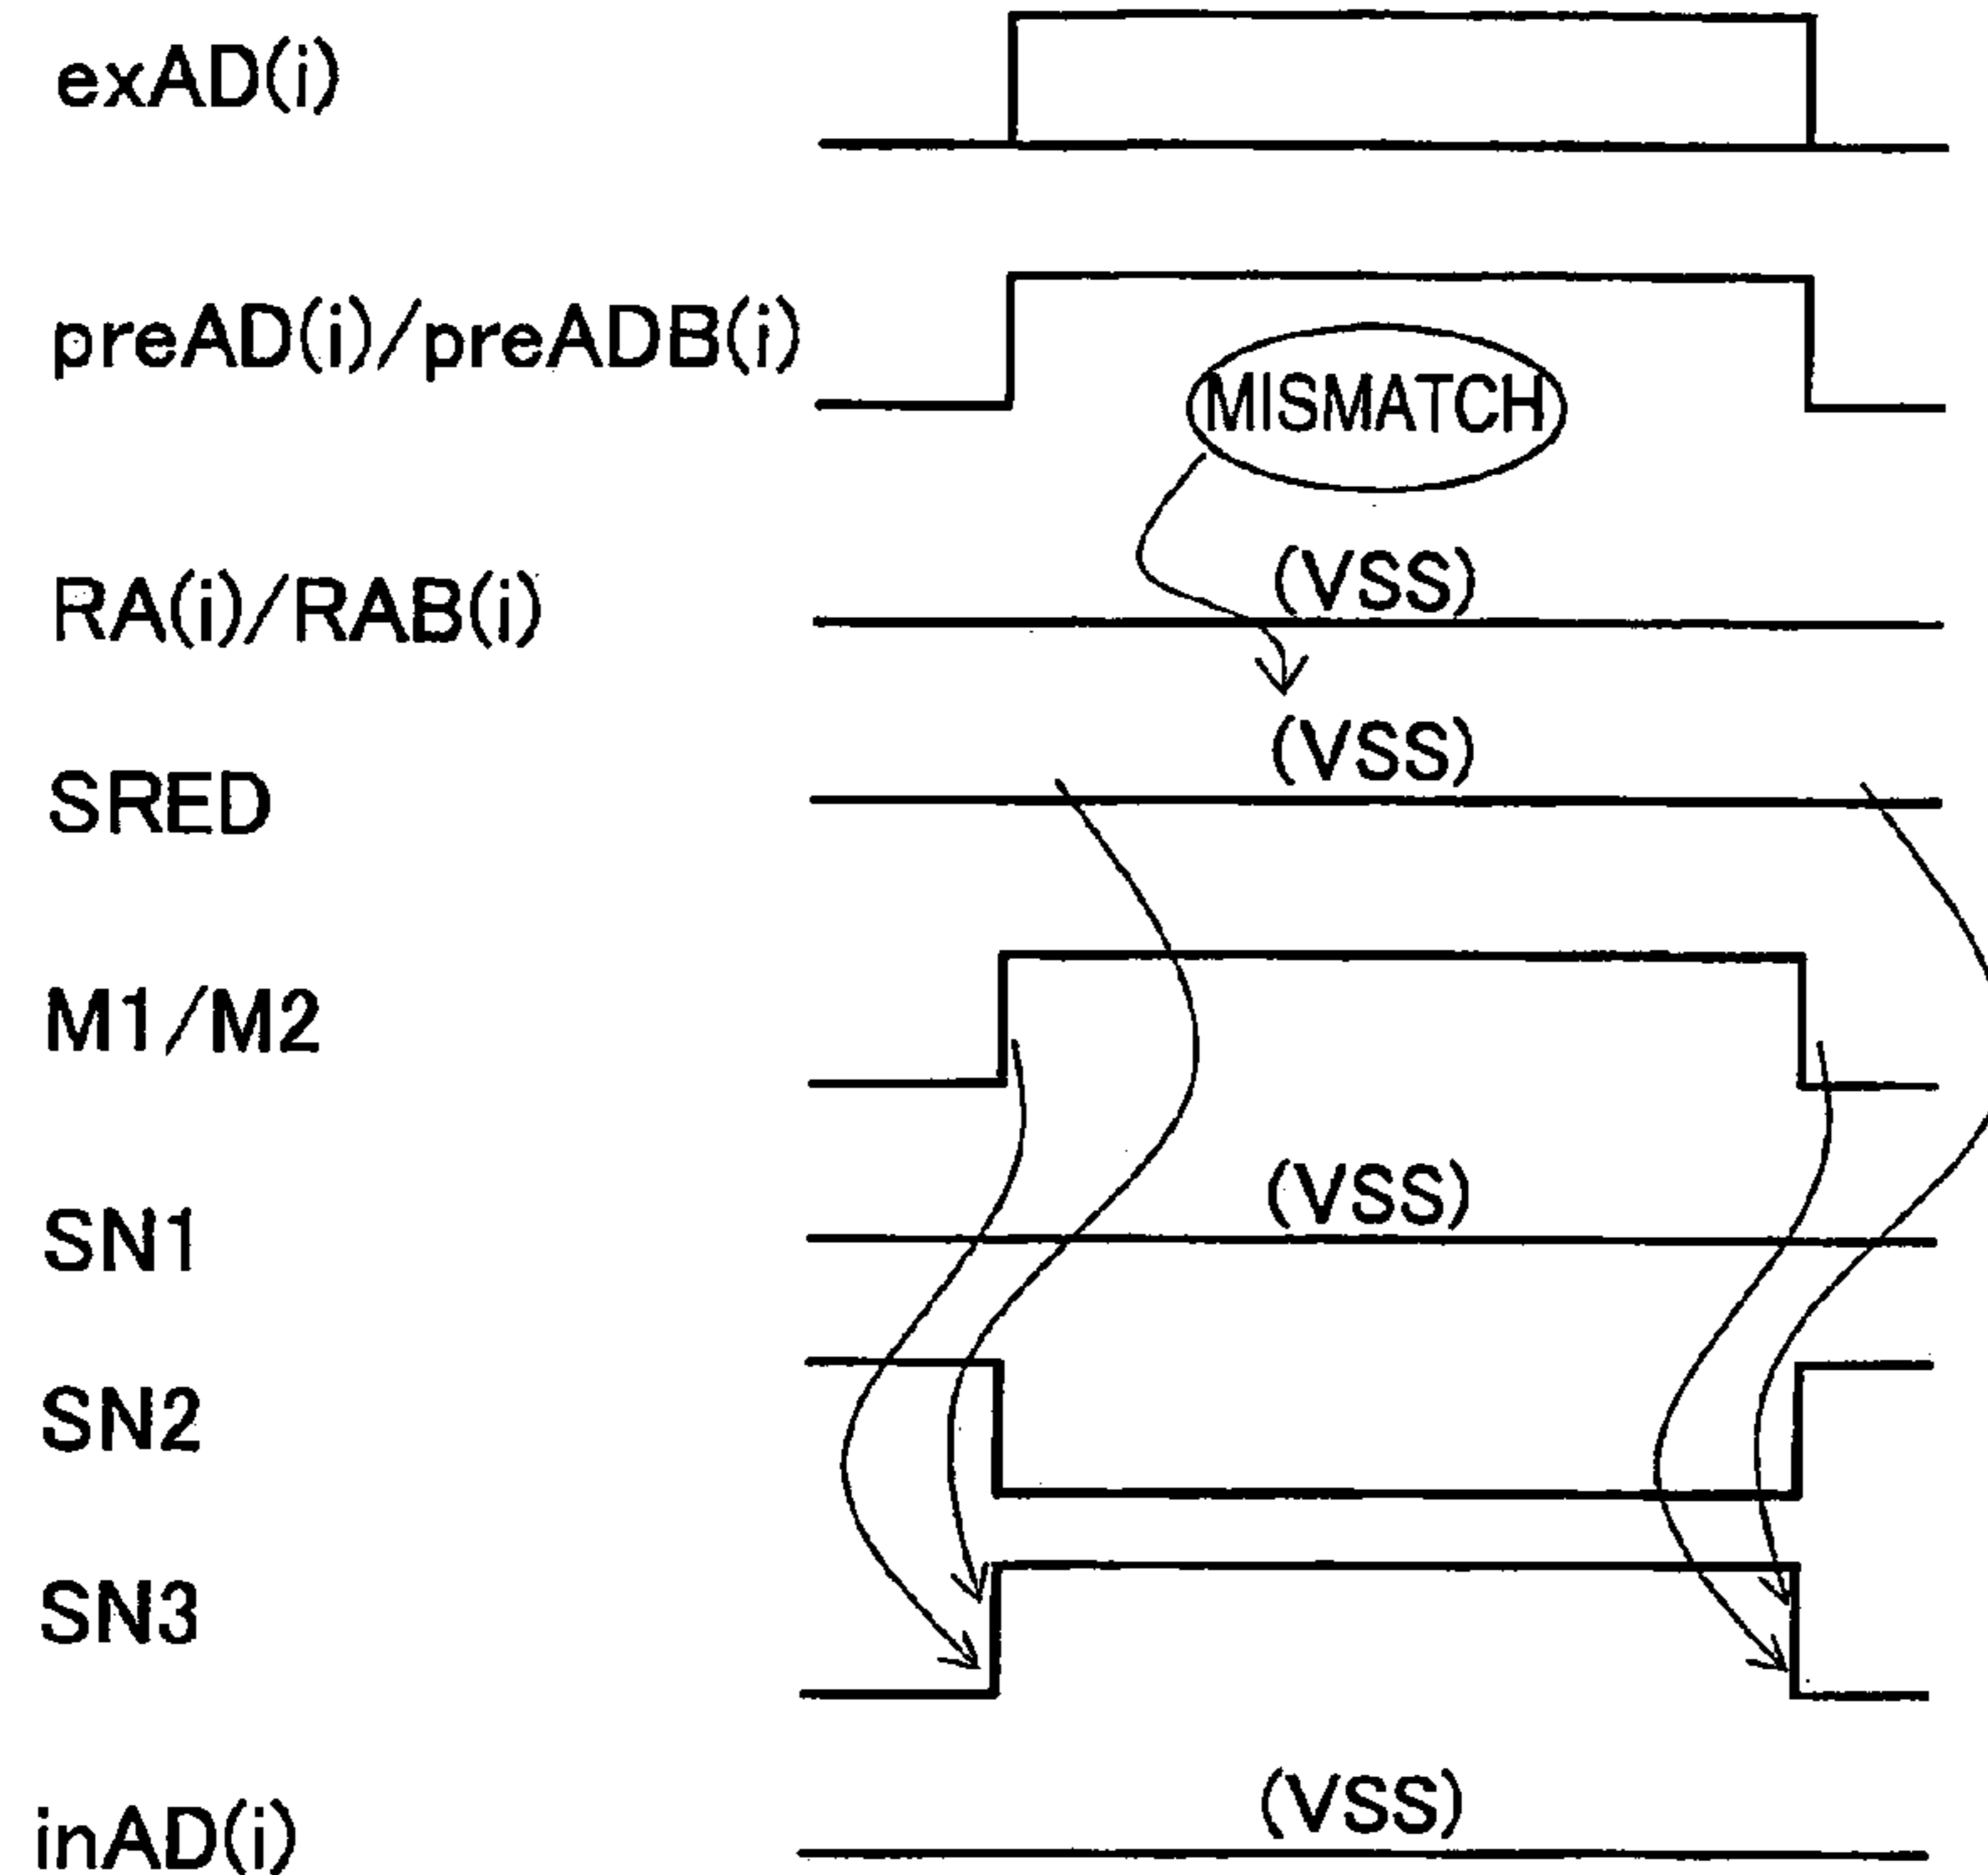 exAD(i)
preAD(i)/preADB(i)
MISMATCH
RA(i)/RAB(i)
(VSS)
SRED
(VSS)
M1/M2
SN1
(VSS)
SN2
SN3
inAD(i)
(VSS)